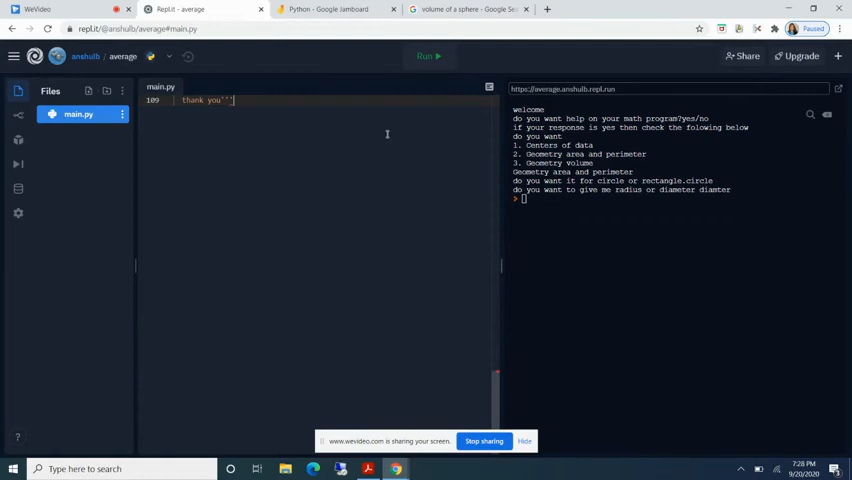 WeVideo
Repl.it - average
Python - Google Jamboard
volume of a sphere - Google Sea
repl.it/@anshulb/average#main.py
Paused
anshulb / average
Run
Share
Upgrade
Files
main.py
main.py
109 thank you'''
https://average.anshulb.repl.run
welcome
do you want help on our math program?yes/no
if your response is yes then check the folowing below
do you want
1. Centers of data
2. Geometry area and perimeter
3. Geometry volume
Geometry area and perimeter
do you want it for circle or rectangle.circle
do you want to give me radius or diameter diamter
>
?
www.wevideo.com is sharing your screen.
Stop sharing
Hide
Type here to search
7:28 PM
9/20/2020
3